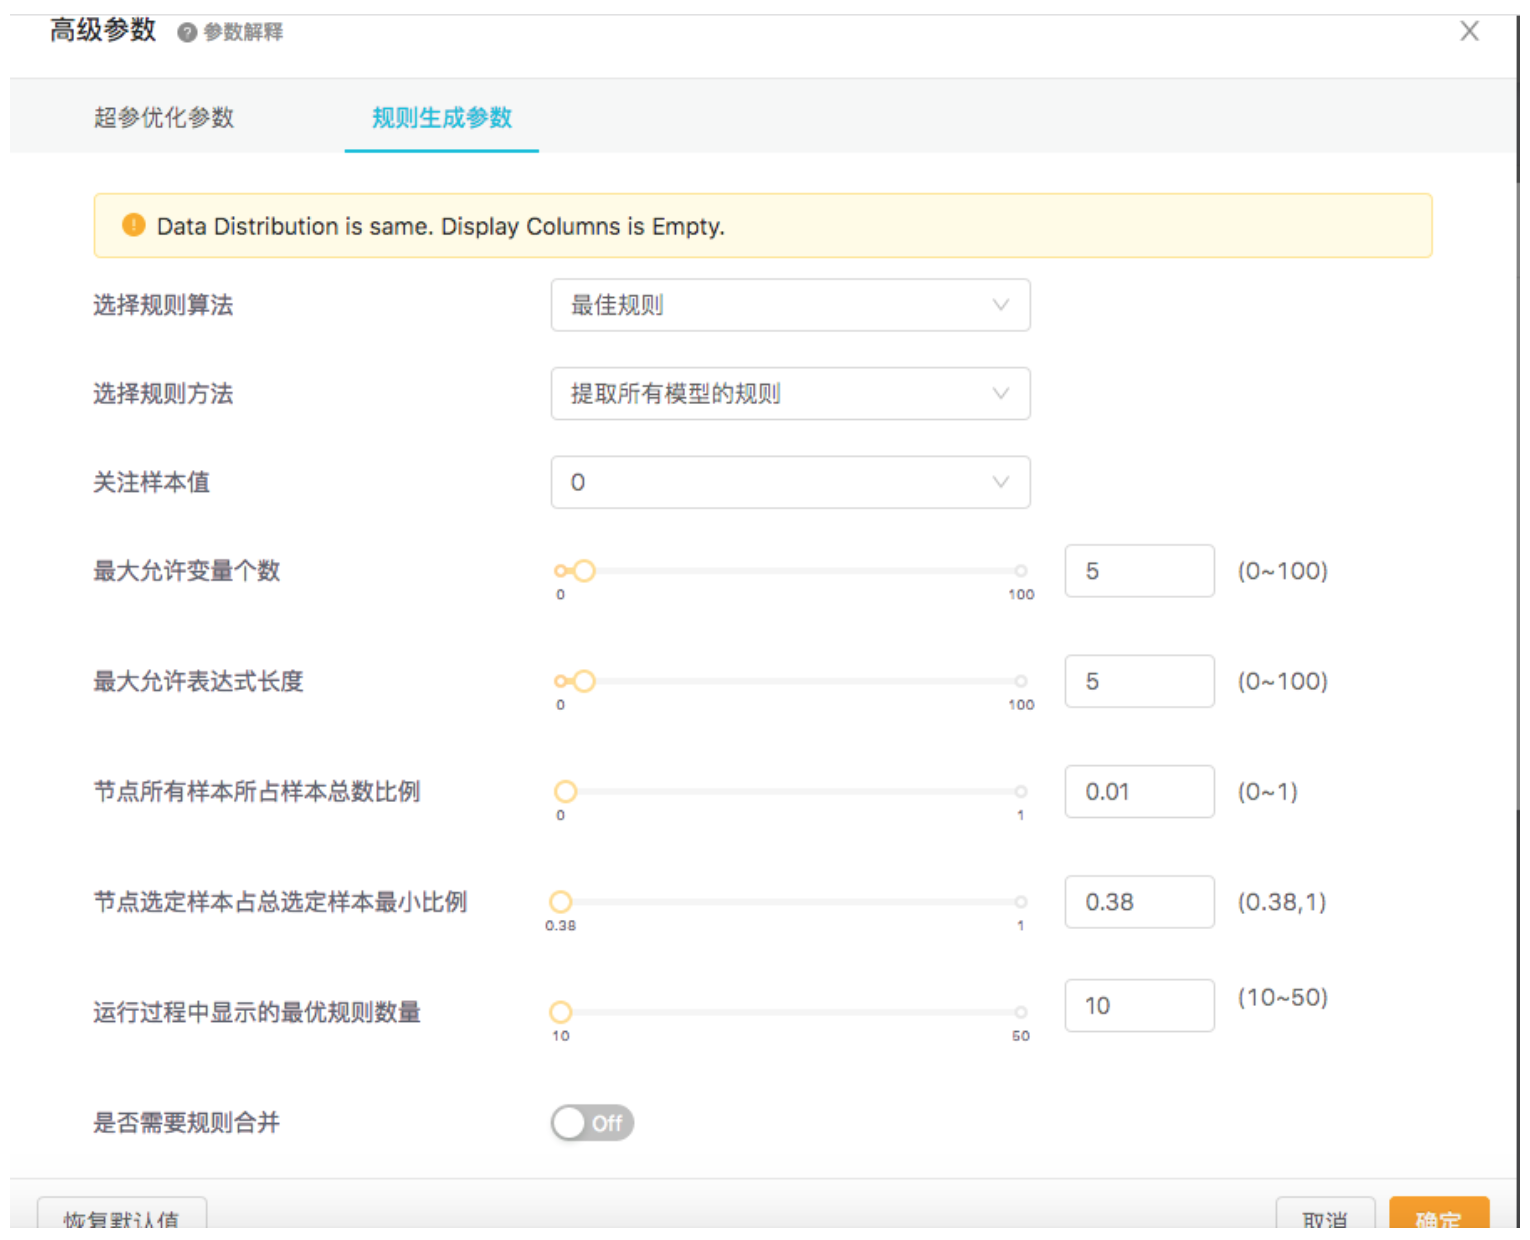 高级参数 ? 参数解释
超参优化参数 规则生成参数
! Data Distribution is same. Display Columns is Empty.
选择规则算法 最佳规则
选择规则方法 提取所有模型的规则
关注样本值 0
最大允许变量个数 5 (0~100)
0 100
最大允许表达式长度 5 (0~100)
0 100
节点所有样本所占样本总数比例 0.01 (0~1)
0 1
节点选定样本占总选定样本最小比例 0.38 (0.38,1)
0.38 1
运行过程中显示的最优规则数量 10 (10~50)
10 50
是否需要规则合并 Off
恢复默认值 取消 确定